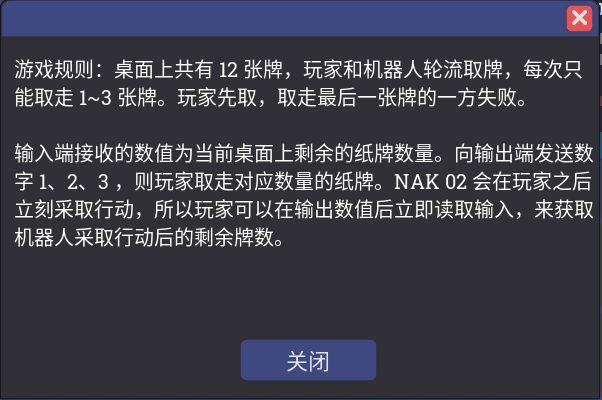 游戏规则：桌面上共有 12 张牌，玩家和机器人轮流取牌，每次只
能取走 1~3 张牌。玩家先取，取走最后一张牌的一方失败。
输入端接收的数值为当前桌面上剩余的纸牌数量。向输出端发送数
字 1、2、3 ，则玩家取走对应数量的纸牌。NAK 02 会在玩家之后
立刻采取行动，所以玩家可以在输出数值后立即读取输入，来获取
机器人采取行动后的剩余牌数。
关闭